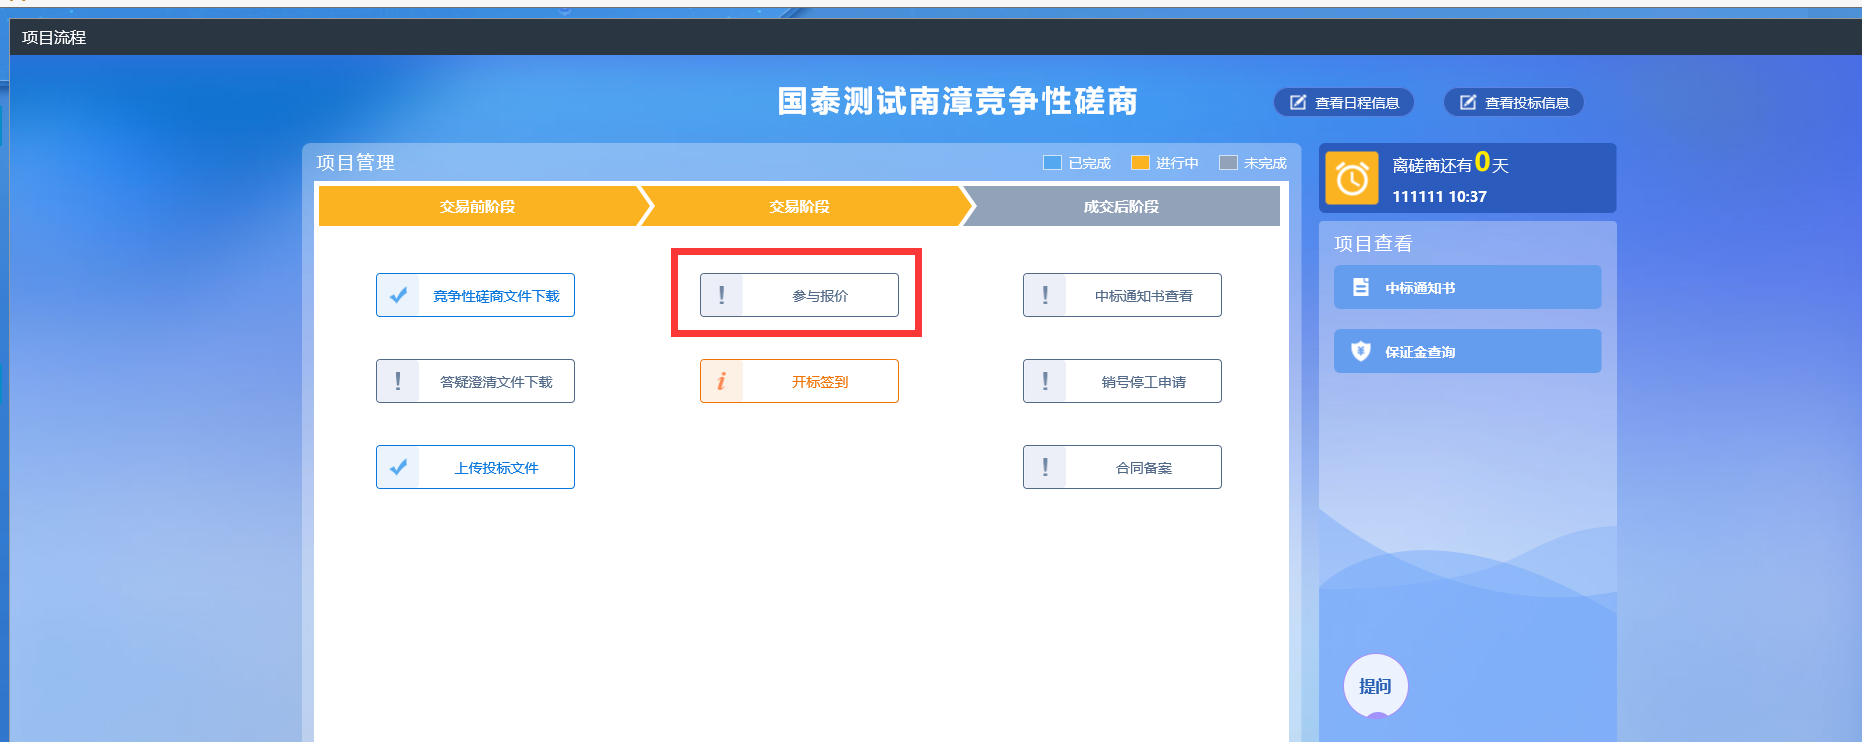 项目流程
国泰测试南漳竞争性磋商
查看日程信息
查看投标信息
项目管理
已完成
进行中
未完成
交易前阶段
交易阶段
成交后阶段
竞争性磋商文件下载
参与报价
中标通知书查看
答疑澄清文件下载
开标签到
销号停工申请
上传投标文件
合同备案
离磋商还有0天
111111 10:37
项目查看
中标通知书
保证金查询
提问